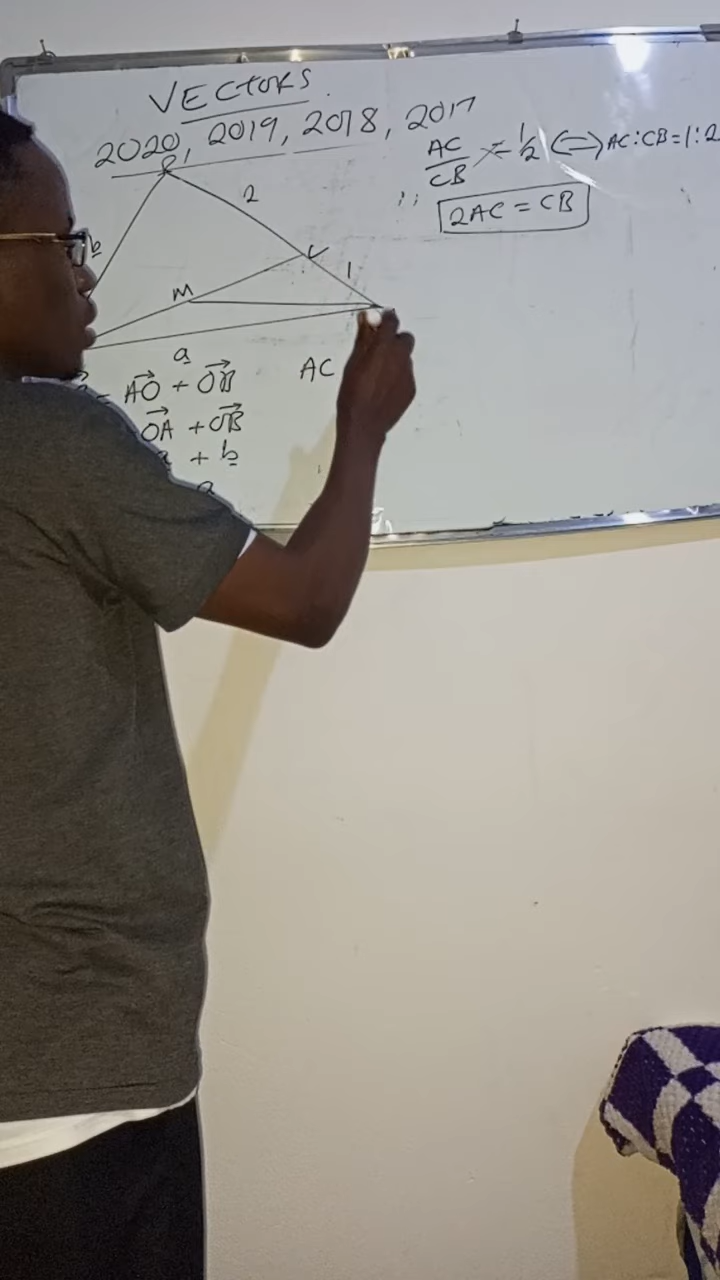 VECTORS.
2020, 2019, 2018, 2017
AC/CB = 1/2 ⟺ AC:CB=1:2
∴ 2AC = CB
B
2
b
C
1
M
a
= AO + OB
OA + OB
+ b
a
AC